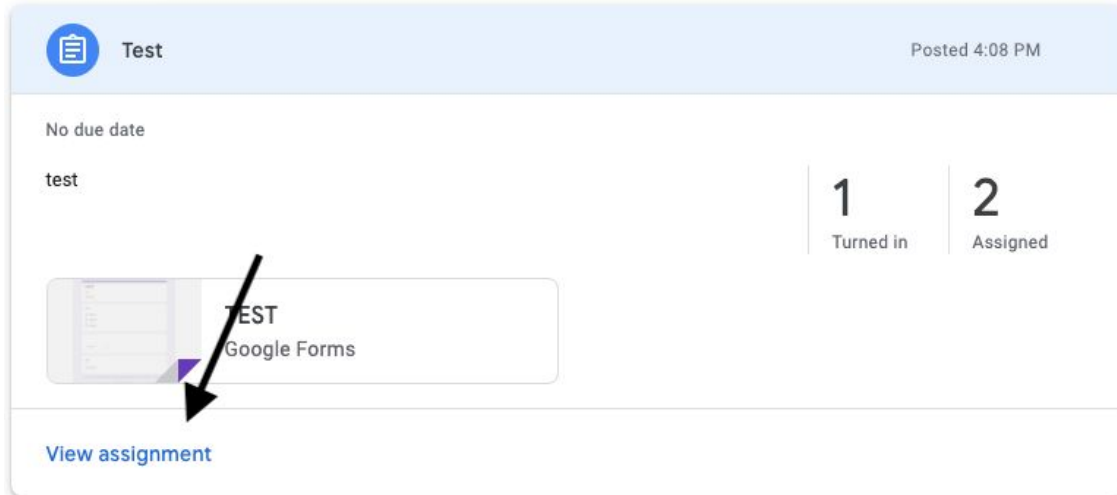 Test
Posted 4:08 PM
No due date
test
1
Turned in
2
Assigned
TEST
Google Forms
View assignment